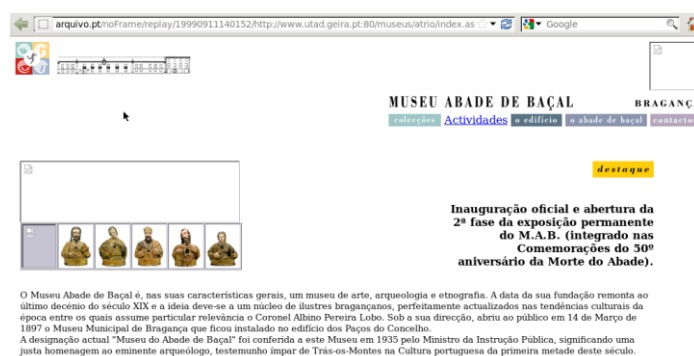 arquivo.pt/noFrame/replay/19990911140152/http://www.utad.geira.pt:80/museus/atrio/index.as
Google
MUSEU ABADE DE BAÇAL
BRAGANÇ
colecções Actividades o edifício o abade de baçal contacto
destaque
Inauguração oficial e abertura da
2ª fase da exposição permanente
do M.A.B. (integrado nas
Comemorações do 50º
aniversário da Morte do Abade).
O Museu Abade de Baçal é, nas suas características gerais, um museu de arte, arqueologia e etnografia. A data da sua fundação remonta ao
último decénio do século XIX e a ideia deve-se a um núcleo de ilustres bragançanos, perfeitamente actualizados nas tendências culturais da
época entre os quais assume particular relevância o Coronel Albino Pereira Lobo. Sob a sua direcção, abriu ao público em 14 de Março de
1897 o Museu Municipal de Bragança que ficou instalado no edifício dos Paços do Concelho.
A designação actual "Museu do Abade de Baçal" foi conferida a este Museu em 1935 pelo Ministro da Instrução Pública, significando uma
justa homenagem ao eminente arqueólogo, testemunho ímpar de Trás-os-Montes na Cultura portuguesa da primeira metade deste século.